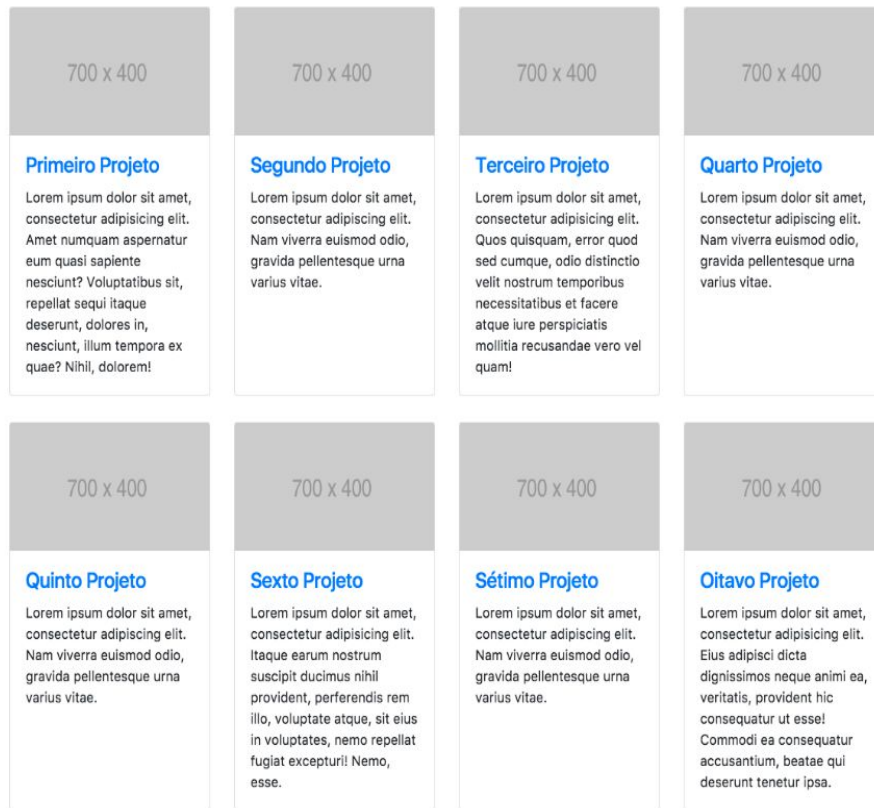 700 x 400
700 x 400
700 x 400
700 x 400
Primeiro Projeto
Lorem ipsum dolor sit amet,
consectetur adipisicing elit.
Amet numquam aspernatur
eum quasi sapiente
nesciunt? Voluptatibus sit,
repellat sequi itaque
deserunt, dolores in,
nesciunt, illum tempora ex
quae? Nihil, dolorem!
Segundo Projeto
Lorem ipsum dolor sit amet,
consectetur adipiscing elit.
Nam viverra euismod odio,
gravida pellentesque urna
varius vitae.
Terceiro Projeto
Lorem ipsum dolor sit amet,
consectetur adipisicing elit.
Quos quisquam, error quod
sed cumque, odio distinctio
velit nostrum temporibus
necessitatibus et facere
atque iure perspiciatis
mollitia recusandae vero vel
quam!
Quarto Projeto
Lorem ipsum dolor sit amet,
consectetur adipiscing elit.
Nam viverra euismod odio,
gravida pellentesque urna
varius vitae.
700 x 400
700 x 400
700 x 400
700 x 400
Quinto Projeto
Lorem ipsum dolor sit amet,
consectetur adipiscing elit.
Nam viverra euismod odio,
gravida pellentesque urna
varius vitae.
Sexto Projeto
Lorem ipsum dolor sit amet,
consectetur adipisicing elit.
Itaque earum nostrum
suscipit ducimus nihil
provident, perferendis rem
illo, voluptate atque, sit eius
in voluptates, nemo repellat
fugiat excepturi! Nemo,
esse.
Sétimo Projeto
Lorem ipsum dolor sit amet,
consectetur adipiscing elit.
Nam viverra euismod odio,
gravida pellentesque urna
varius vitae.
Oitavo Projeto
Lorem ipsum dolor sit amet,
consectetur adipisicing elit.
Eius adipisci dicta
dignissimos neque animi ea,
veritatis, provident hic
consequatur ut esse!
Commodi ea consequatur
accusantium, beatae qui
deserunt tenetur ipsa.